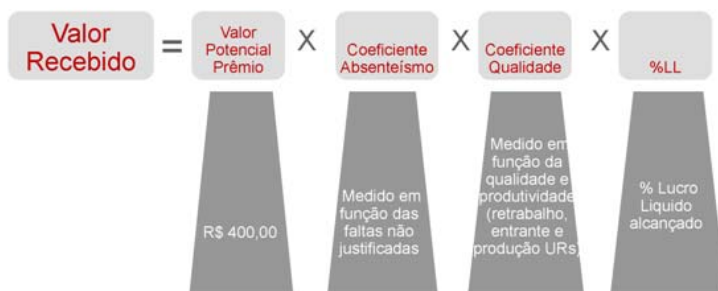 Valor
Recebido
=
Valor
Potencial
Prêmio
X
Coeficiente
Absenteísmo
X
Coeficiente
Qualidade
X
%LL
R$ 400,00
Medido em
função das
faltas não
justificadas
Medido em
função da
qualidade e
produtividade
(retrabalho,
entrante e
produção URs)
% Lucro
Liquido
alcançado